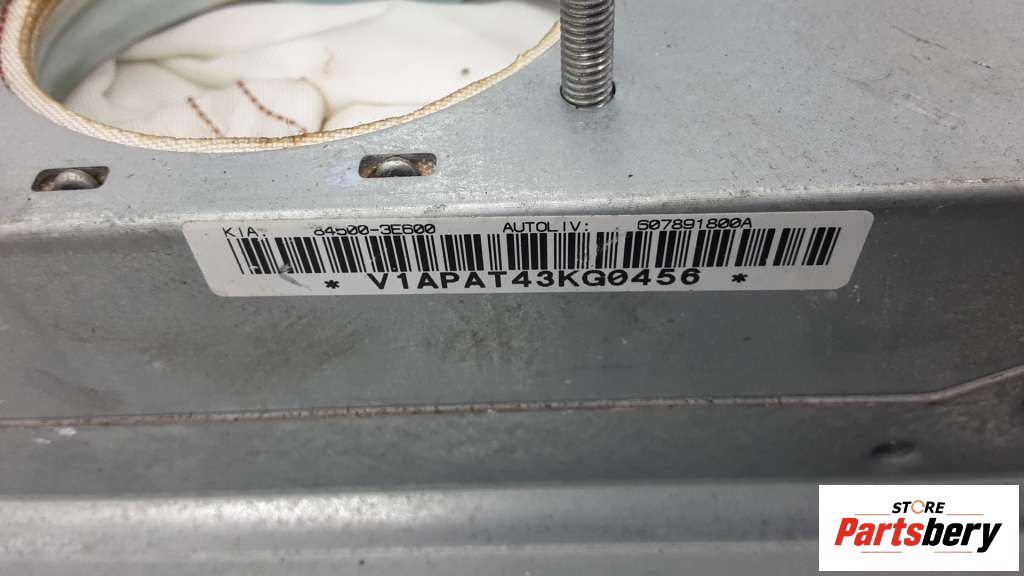 KIA: 84500-3E600 AUTOLIV: 607891800A
* V1APAT43KG0456 *
STORE
Partsbery